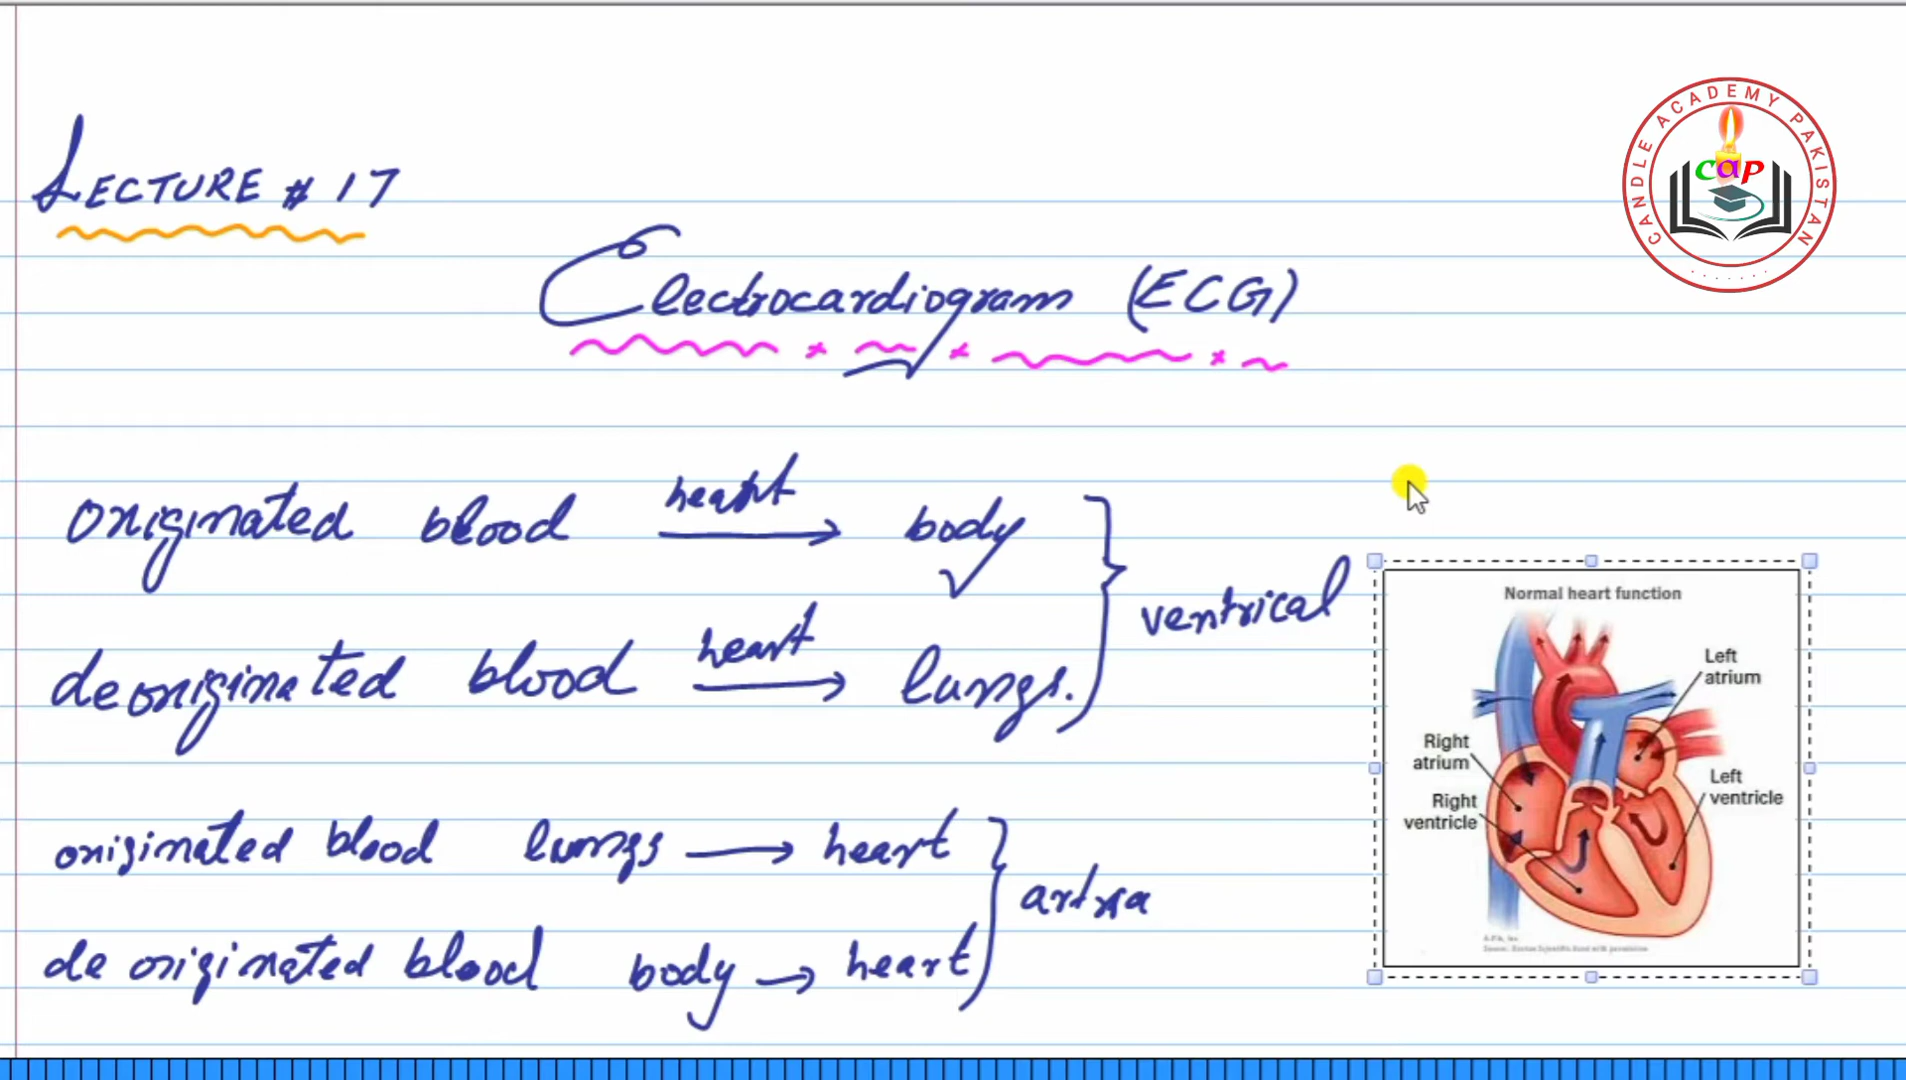 LECTURE # 17
CANDLE ACADEMY PAKISTAN
cap
Electrocardiogram (ECG)
originated blood heart → body
deoriginated blood heart → lungs.
ventrical
originated blood lungs → heart
de originated blood body → heart
artria
Normal heart function
Left atrium
Right atrium
Left ventricle
Right ventricle